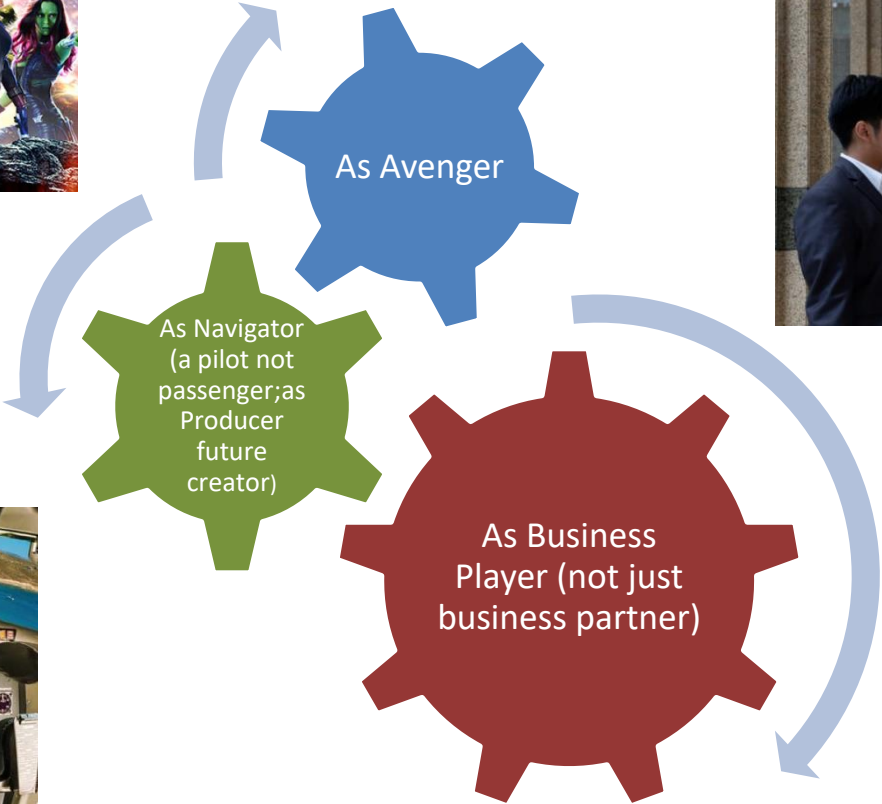 As Avenger
As Navigator
(a pilot not
passenger;as
Producer
future
creator)
As Business
Player (not just
business partner)